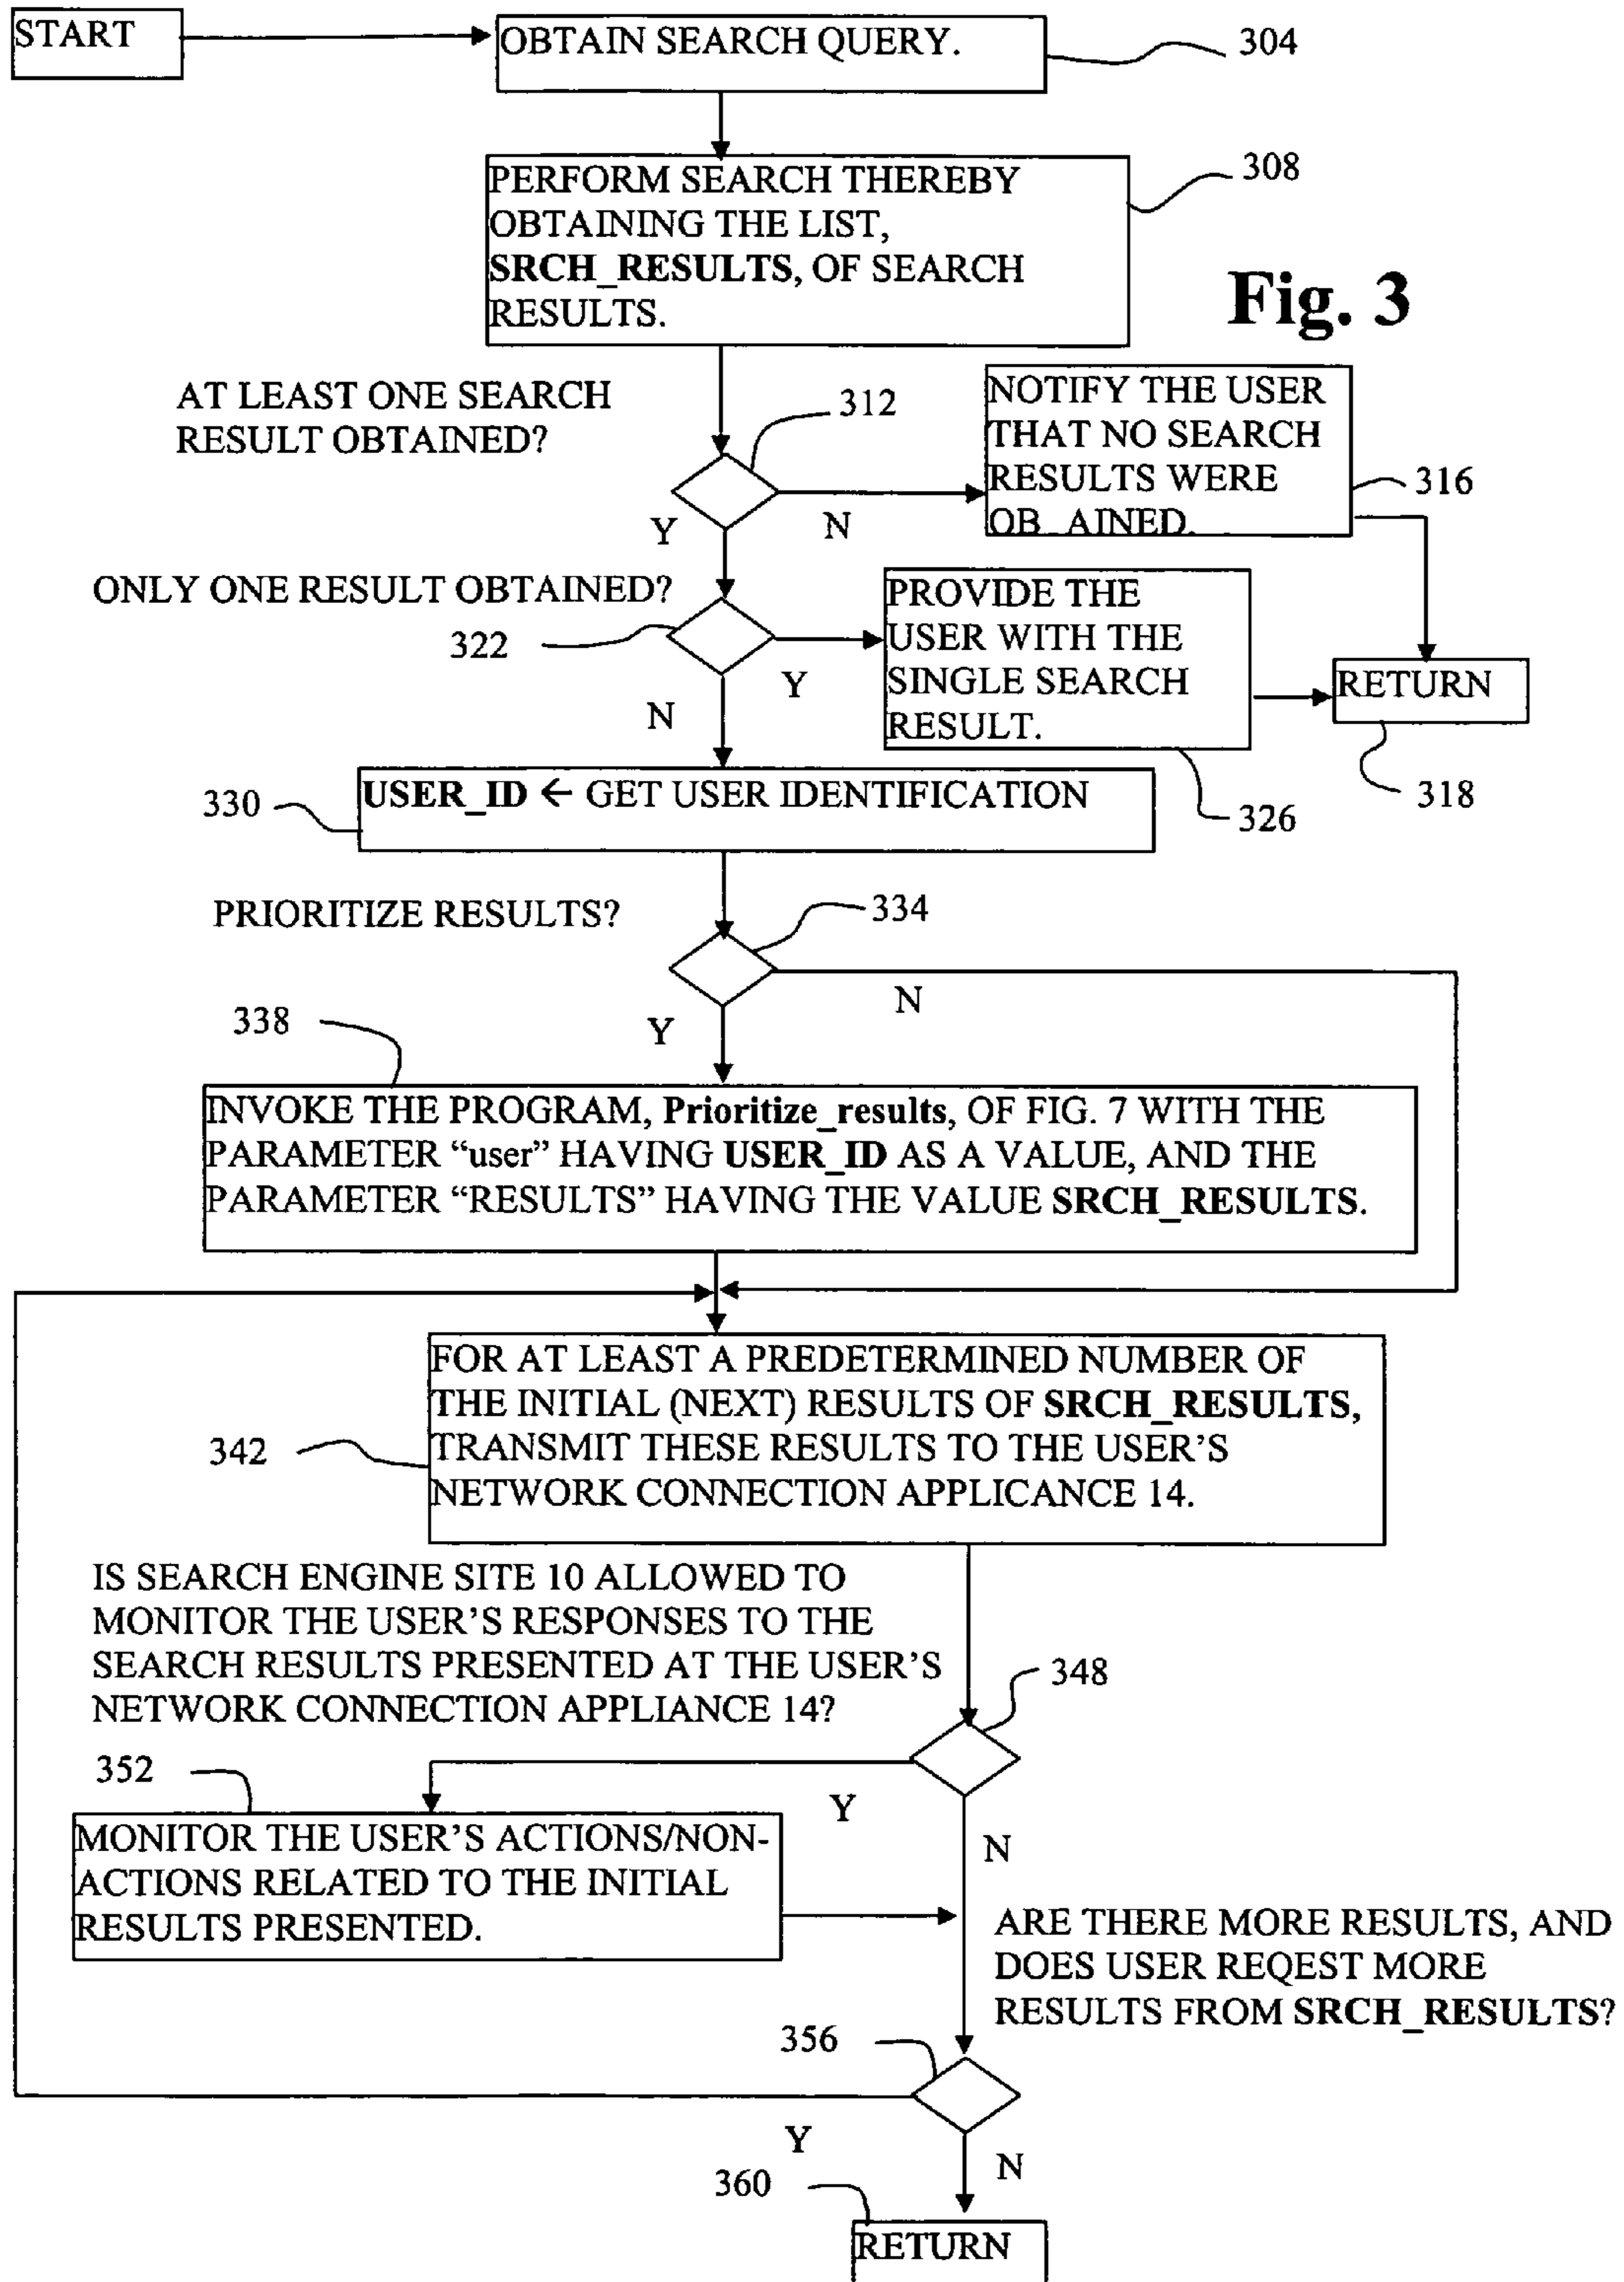 START
OBTAIN SEARCH QUERY.
304
PERFORM SEARCH THEREBY
OBTAINING THE LIST,
SRCH_RESULTS, OF SEARCH
RESULTS.
308
Fig. 3
AT LEAST ONE SEARCH
RESULT OBTAINED?
312
NOTIFY THE USER
THAT NO SEARCH
RESULTS WERE
OB_AINED.
316
Y
N
ONLY ONE RESULT OBTAINED?
322
PROVIDE THE
USER WITH THE
SINGLE SEARCH
RESULT.
Y
N
RETURN
318
326
330
USER_ID ← GET USER IDENTIFICATION
PRIORITIZE RESULTS?
334
N
Y
338
INVOKE THE PROGRAM, Prioritize_results, OF FIG. 7 WITH THE
PARAMETER “user” HAVING USER_ID AS A VALUE, AND THE
PARAMETER “RESULTS” HAVING THE VALUE SRCH_RESULTS.
FOR AT LEAST A PREDETERMINED NUMBER OF
THE INITIAL (NEXT) RESULTS OF SRCH_RESULTS,
TRANSMIT THESE RESULTS TO THE USER’S
NETWORK CONNECTION APPLICANCE 14.
342
IS SEARCH ENGINE SITE 10 ALLOWED TO
MONITOR THE USER’S RESPONSES TO THE
SEARCH RESULTS PRESENTED AT THE USER’S
NETWORK CONNECTION APPLIANCE 14?
348
352
Y
N
MONITOR THE USER’S ACTIONS/NON-
ACTIONS RELATED TO THE INITIAL
RESULTS PRESENTED.
ARE THERE MORE RESULTS, AND
DOES USER REQEST MORE
RESULTS FROM SRCH_RESULTS?
356
Y
N
360
RETURN